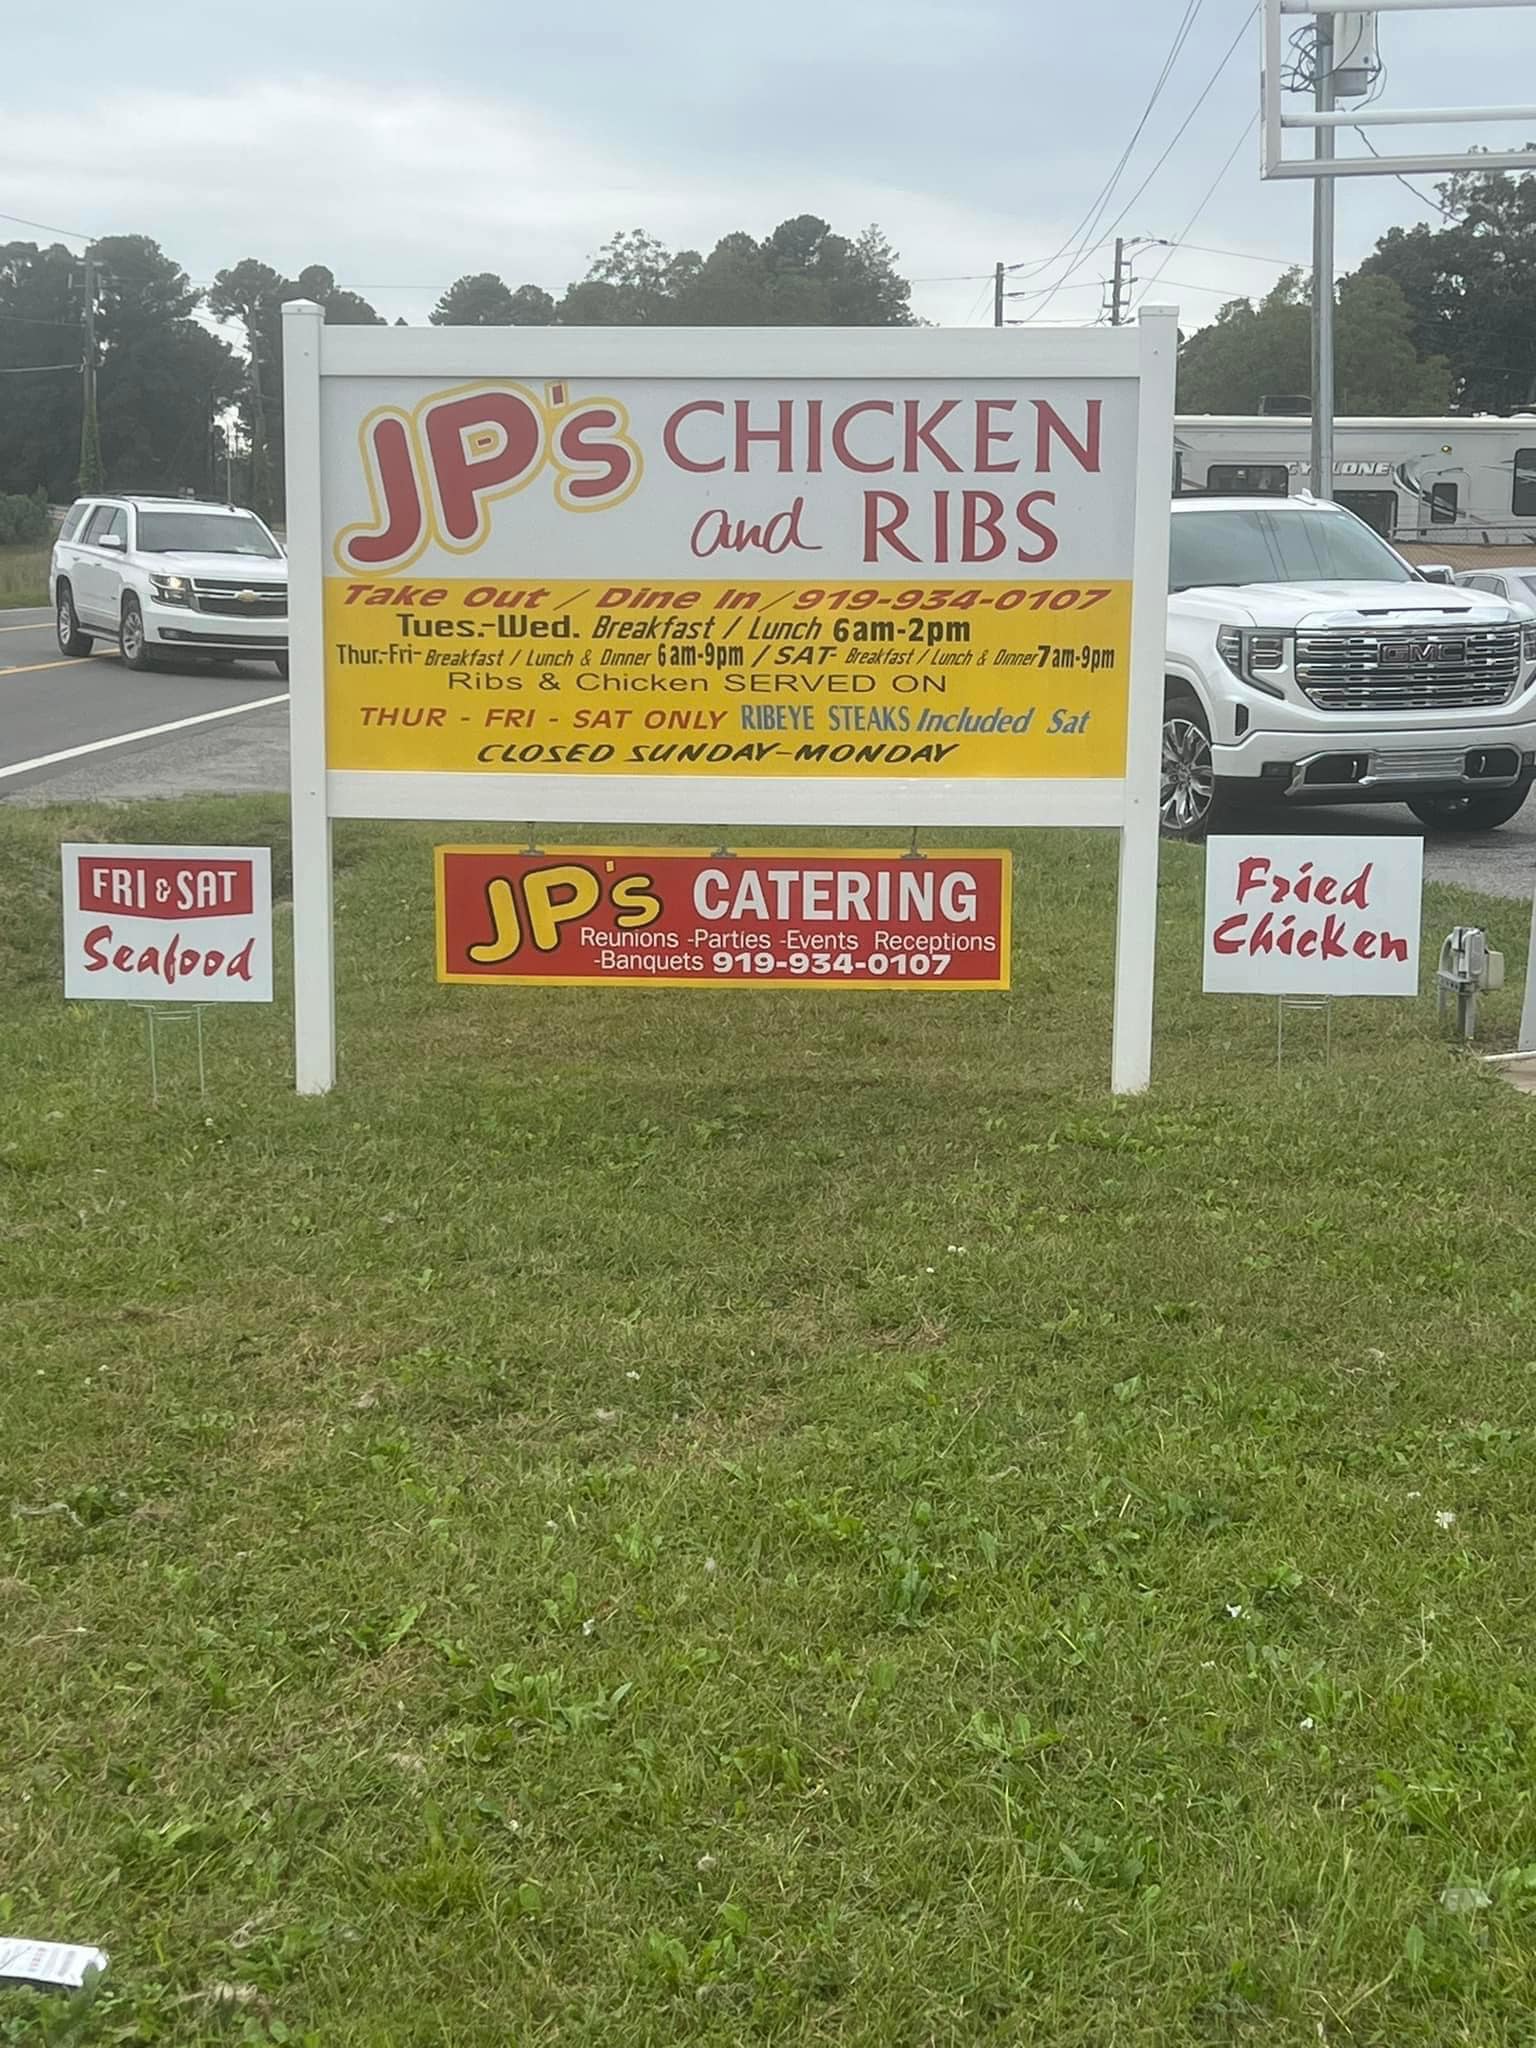 JP's CHICKEN
and RIBS
Take Out / Dine In / 919-934-0107
Tues.-Wed. Breakfast / Lunch 6am-2pm
Thur.-Fri- Breakfast / Lunch & Dinner 6am-9pm / SAT- Breakfast / Lunch & Dinner 7am-9pm
Ribs & Chicken SERVED ON
THUR - FRI - SAT ONLY RIBEYE STEAKS Included Sat
CLOSED SUNDAY-MONDAY
FRI & SAT
Seafood
JP's CATERING
Reunions -Parties -Events Receptions
-Banquets 919-934-0107
Fried
Chicken
CYCLONE
GMC